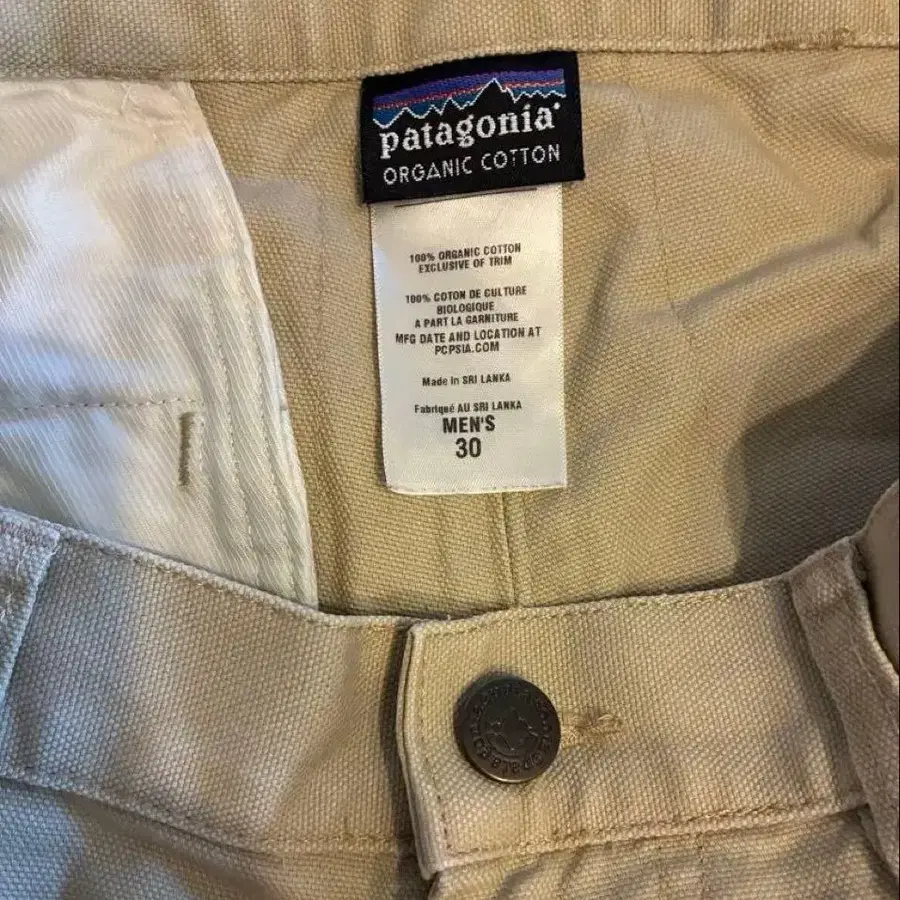 patagonia®
ORGANIC COTTON
100% ORGANIC COTTON
EXCLUSIVE OF TRIM
100% COTON DE CULTURE
BIOLOGIQUE
A PART LA GARNITURE
MFG DATE AND LOCATION AT
PCPSIA.COM
Made in SRI LANKA
Fabriqué AU SRI LANKA
MEN'S
30